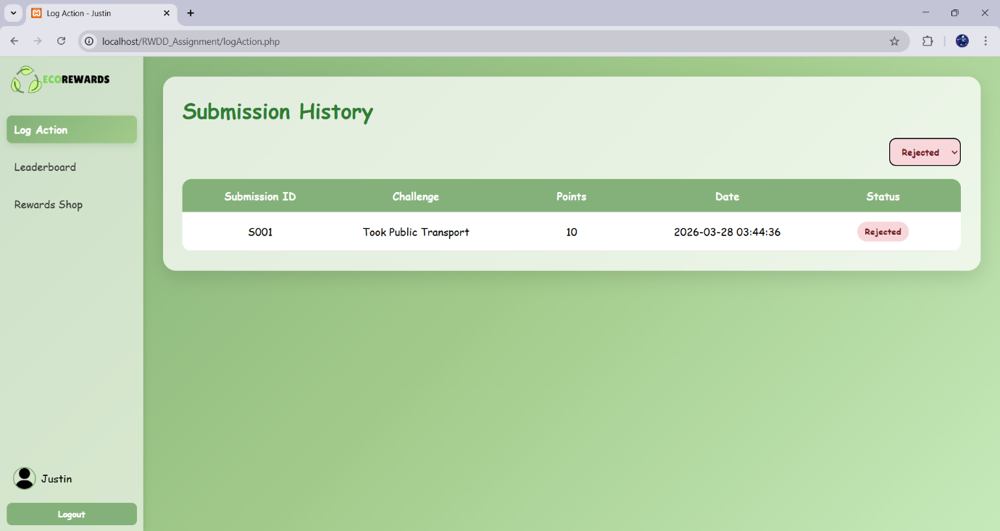 Log Action - Justin
localhost/RWDD_Assignment/logAction.php
ECOREWARDS
Log Action
Leaderboard
Rewards Shop
Submission History
Rejected
Submission ID Challenge Points Date Status
S001 Took Public Transport 10 2026-03-28 03:44:36 Rejected
Justin
Logout